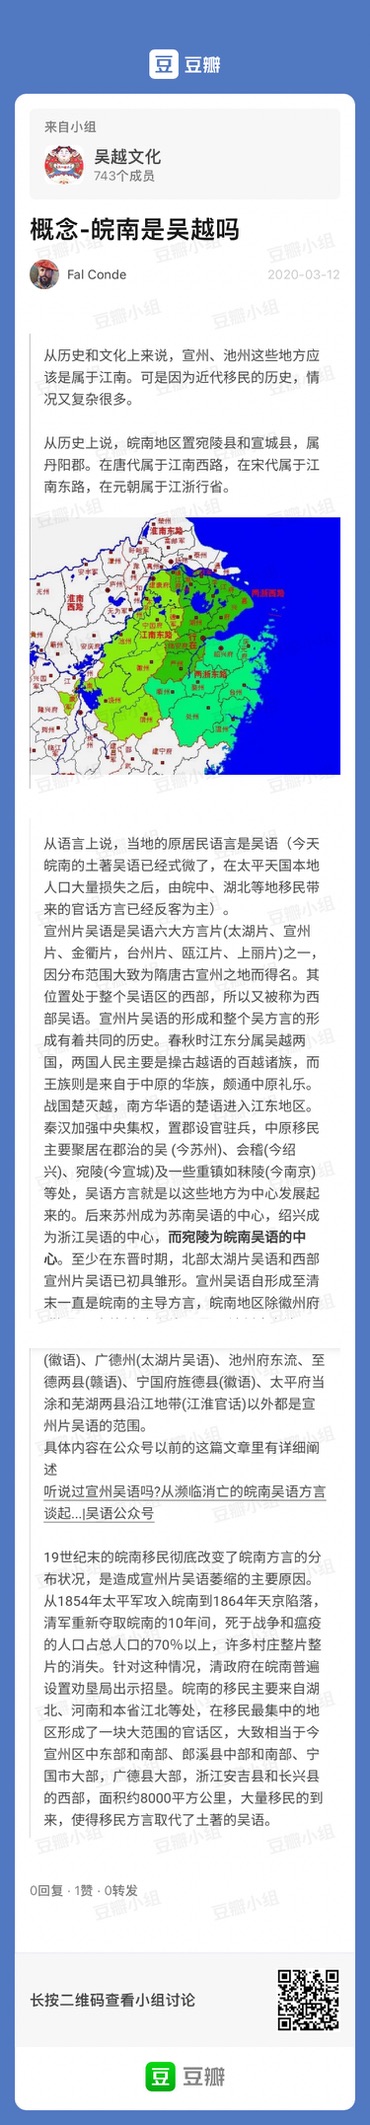 豆瓣
来自小组
吴越文化
743个成员
概念-皖南是吴越吗
Fal Conde
2020-03-12
从历史和文化上来说，宣州、池州这些地方应
该是属于江南。可是因为近代移民的历史，情
况又复杂很多。
从历史上说，皖南地区置宛陵县和宣城县，属
丹阳郡。在唐代属于江南西路，在宋代属于江
南东路，在元朝属于江浙行省。
淮南东路
淮南
西路
两浙西路
江南东路
两浙东路
从语言上说，当地的原居民语言是吴语（今天
皖南的土著吴语已经式微了，在太平天国本地
人口大量损失之后，由皖中、湖北等地移民带
来的官话方言已经反客为主）。
宣州片吴语是吴语六大方言片(太湖片、宣州
片、金衢片，台州片、瓯江片、上丽片)之一，
因分布范围大致为隋唐古宣州之地而得名。其
位置处于整个吴语区的西部，所以又被称为西
部吴语。宣州片吴语的形成和整个吴方言的形
成有着共同的历史。春秋时江东分属吴越两
国，两国人民主要是操古越语的百越诸族，而
王族则是来自于中原的华族，颇通中原礼乐。
战国楚灭越，南方华语的楚语进入江东地区。
秦汉加强中央集权，置郡设官驻兵，中原移民
主要聚居在郡治的吴 (今苏州)、会稽(今绍
兴)、宛陵(今宣城)及一些重镇如秣陵(今南京)
等处，吴语方言就是以这些地方为中心发展起
来的。后来苏州成为苏南吴语的中心，绍兴成
为浙江吴语的中心，而宛陵为皖南吴语的中
心。至少在东晋期，北部太湖片吴语和西部
宣州片吴语已初具雏形。宣州吴语自形成至清
末一直是皖南的主导方言，皖南地区除徽州府
(徽语)、广德州(太湖片吴语)、池州府东流、至
德两县(赣语)、宁国府旌德县(徽语)、太平府当
涂和芜湖两县沿江地带(江淮官话)以外都是宣
州片吴语的范围。
具体内容在公众号以前的这篇文章里有详细阐
述
听说过宣州吴语吗?从濒临消亡的皖南吴语方言
谈起...|吴语公众号
19世纪末的皖南移民彻底改变了皖南方言的分
布状况，是造成宣州片吴语萎缩的主要原因。
从1854年太平军攻入皖南到1864年天京陷落，
清军重新夺取皖南的10年间，死于战争和瘟疫
的人口占总人口的70%以上，许多村庄整片整
片的消失。针对这种情况，清政府在皖南普遍
设置劝垦局出示招垦。皖南的移民主要来自湖
北、河南和本省江北等处，在移民最集中的地
区形成了一块大范围的官话区，大致相当于今
宣州区中东部和南部、郎溪县中部和南部、宁
国市大部，广德县大部，浙江安吉县和长兴县
的西部，面积约8000平方公里，大量移民的到
来，使得移民方言取代了土著的吴语。
0回复 · 1赞 · 0转发
长按二维码查看小组讨论
豆瓣